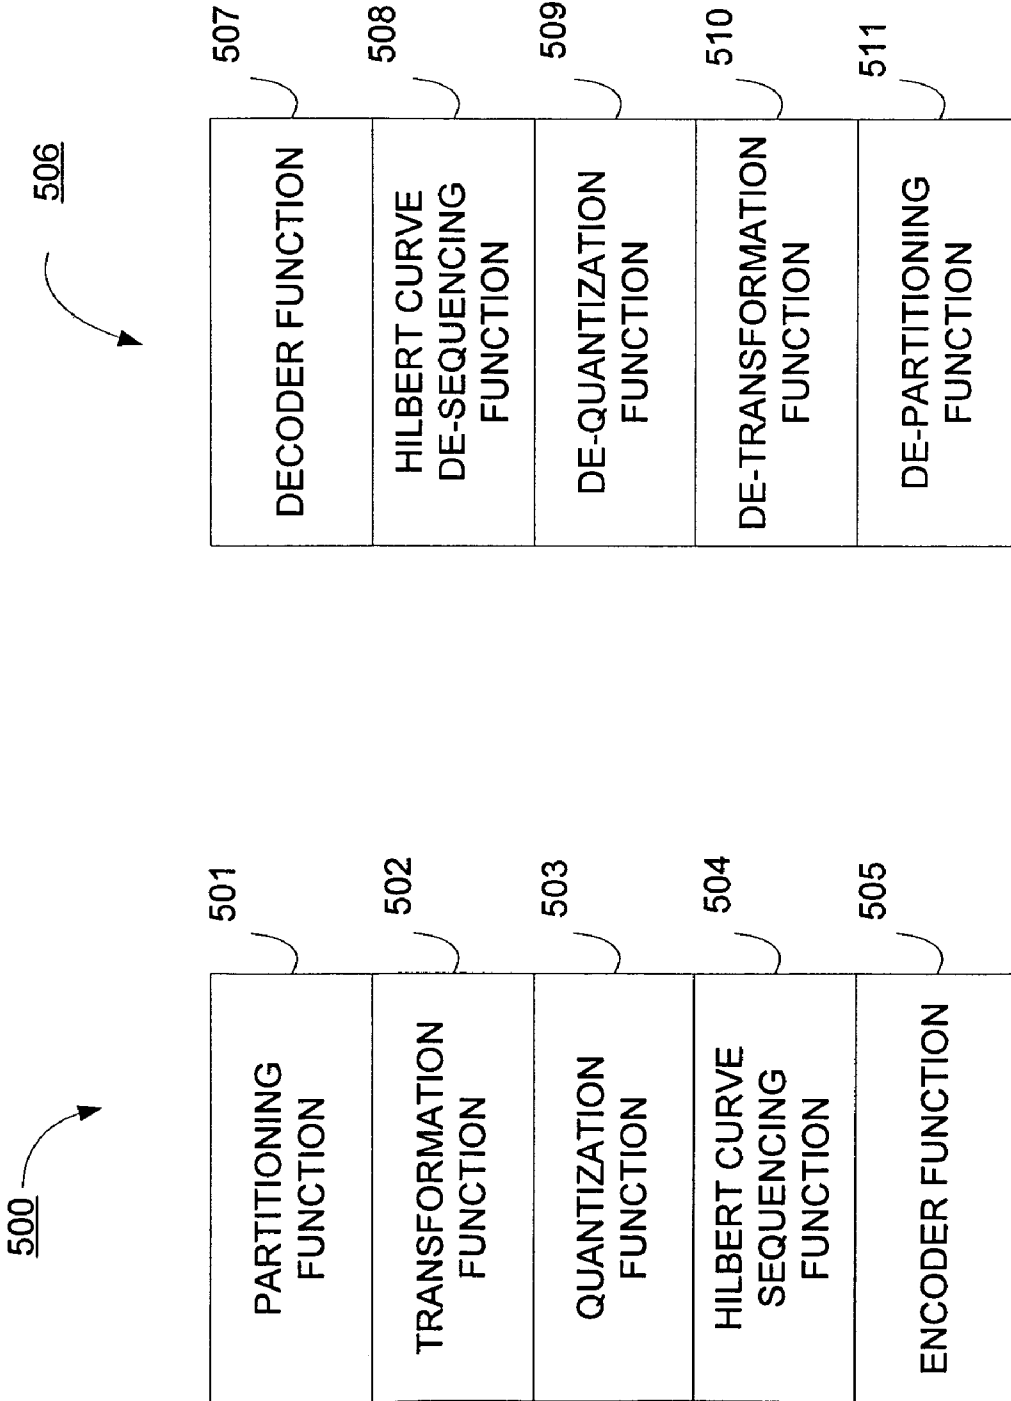 500
PARTITIONING
FUNCTION
501
TRANSFORMATION
FUNCTION
502
QUANTIZATION
FUNCTION
503
HILBERT CURVE
SEQUENCING
FUNCTION
504
ENCODER FUNCTION
505
506
DECODER FUNCTION
507
HILBERT CURVE
DE-SEQUENCING
FUNCTION
508
DE-QUANTIZATION
FUNCTION
509
DE-TRANSFORMATION
FUNCTION
510
DE-PARTITIONING
FUNCTION
511